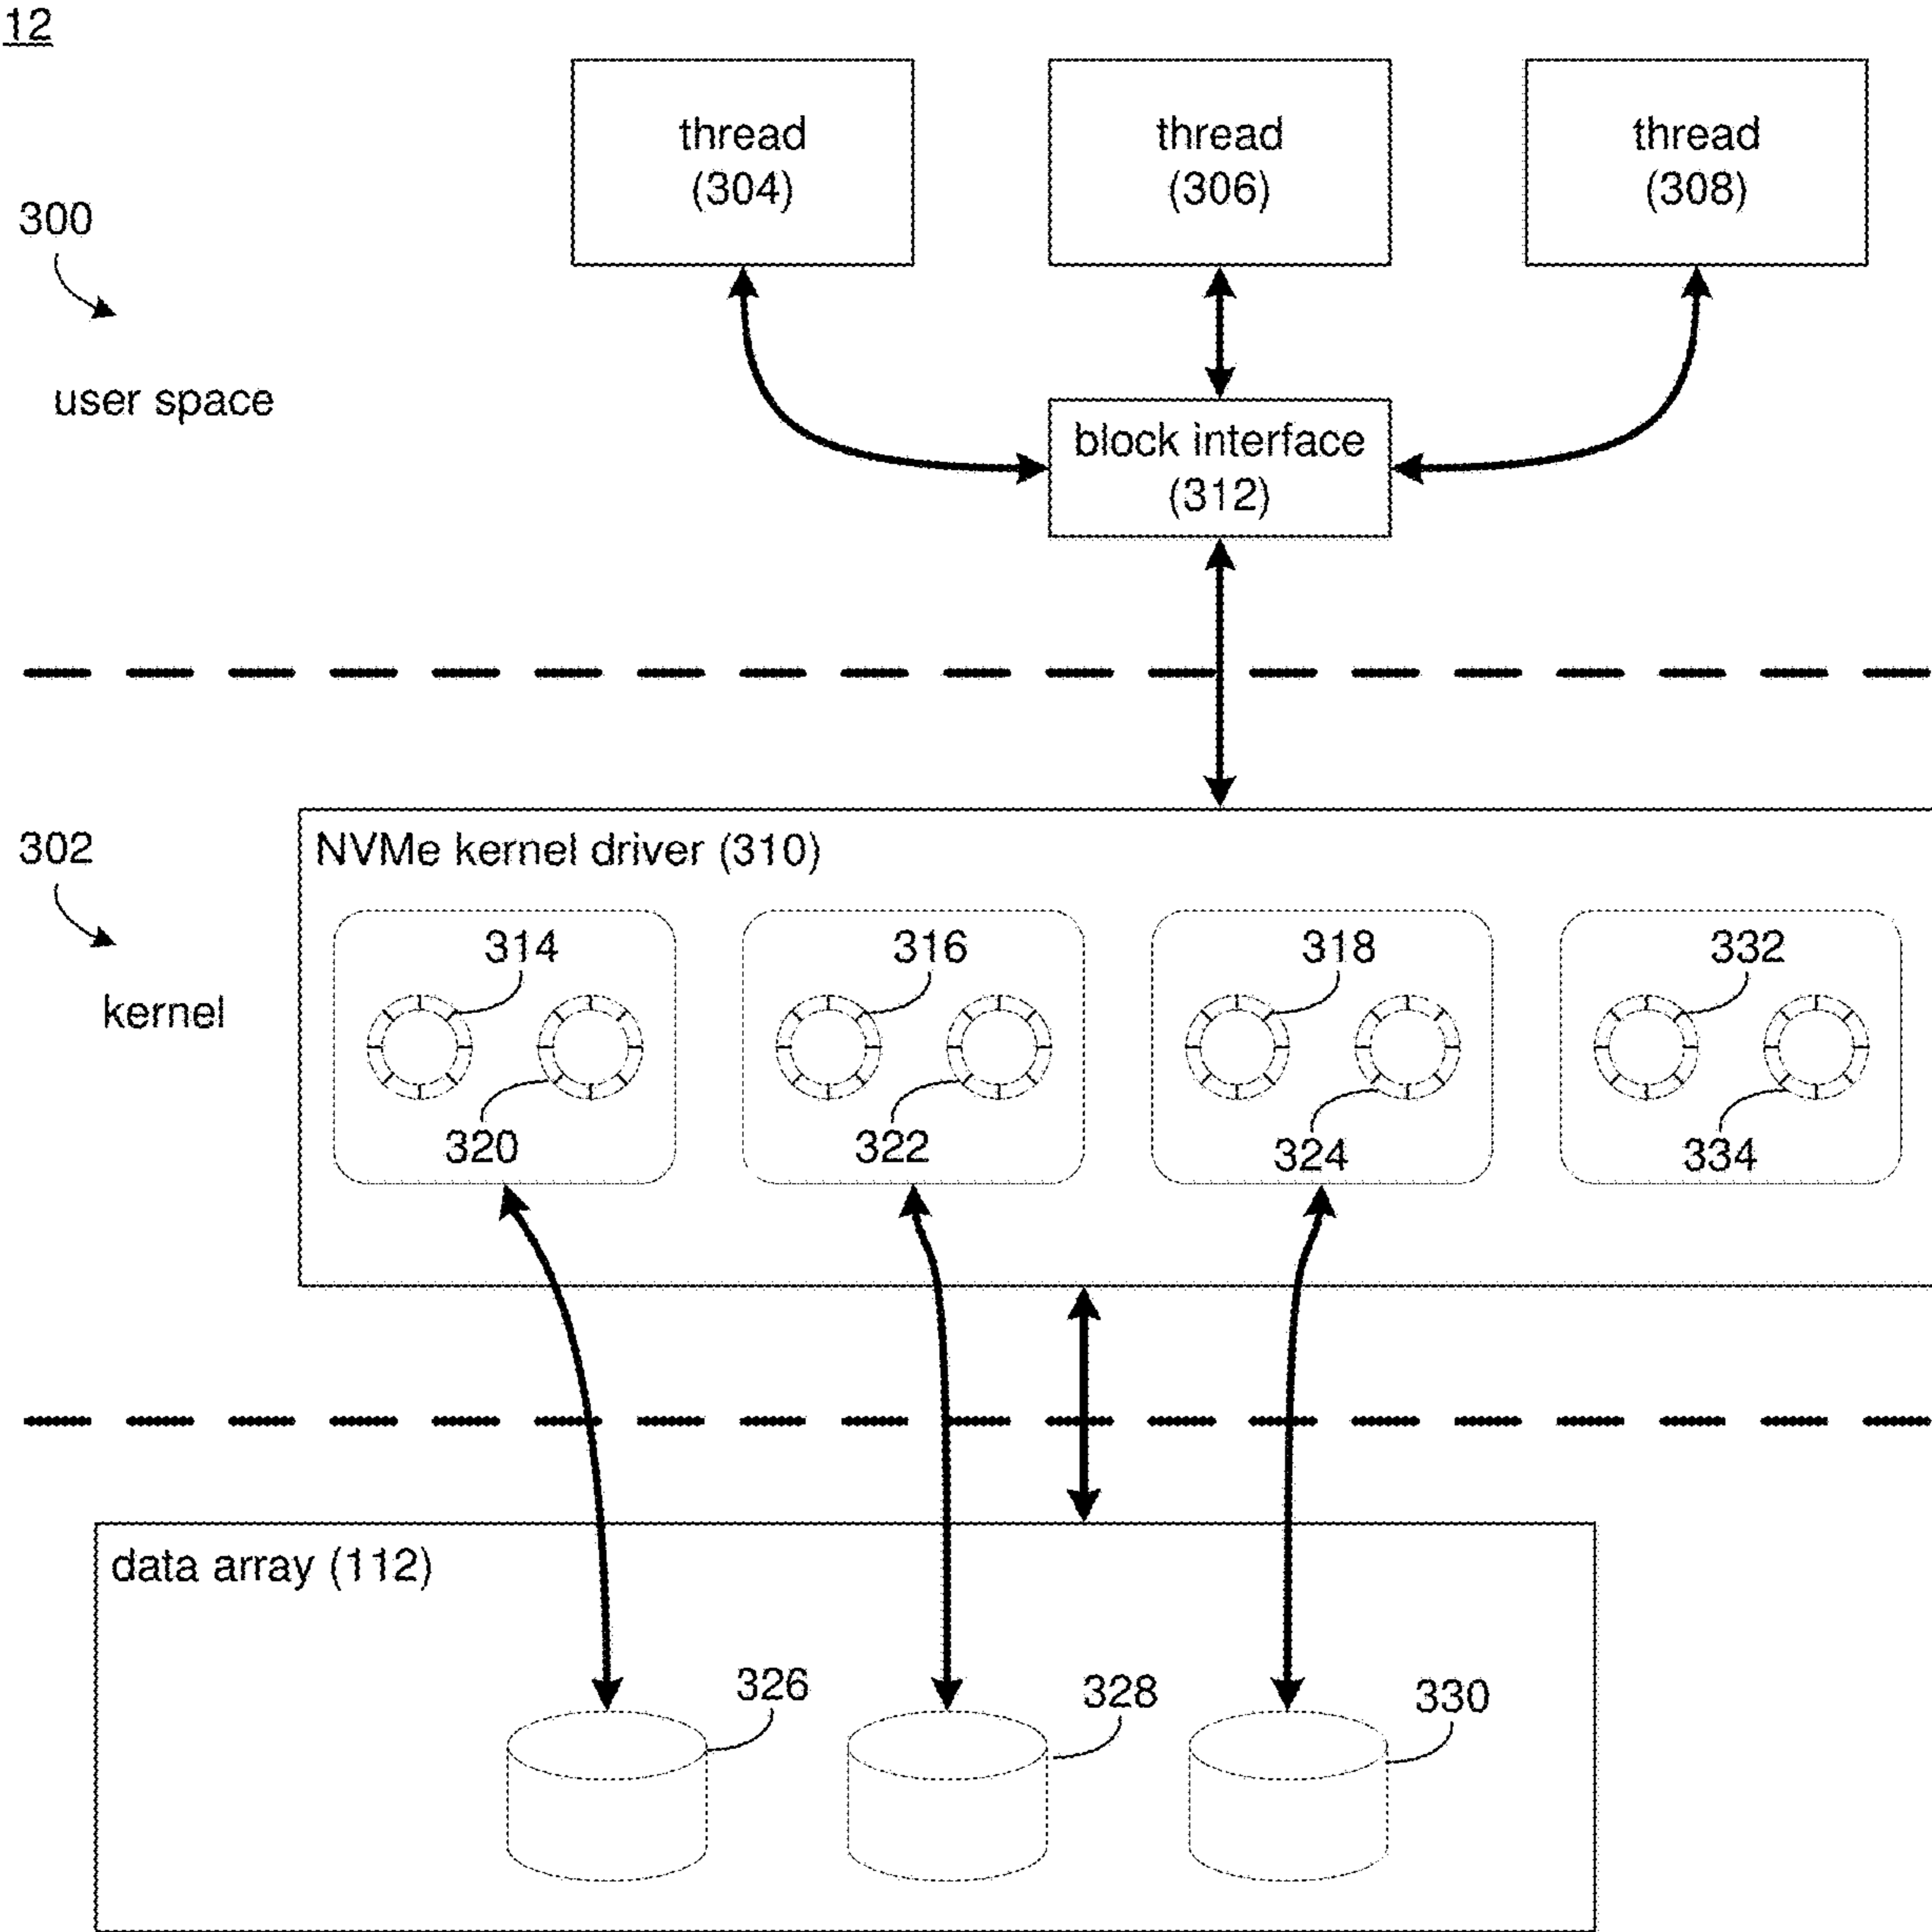 12
thread
(304)
thread
(306)
thread
(308)
300
user space
block interface
(312)
302
kernel
NVMe kernel driver (310)
314
316
318
332
320
322
324
334
data array (112)
326
328
330